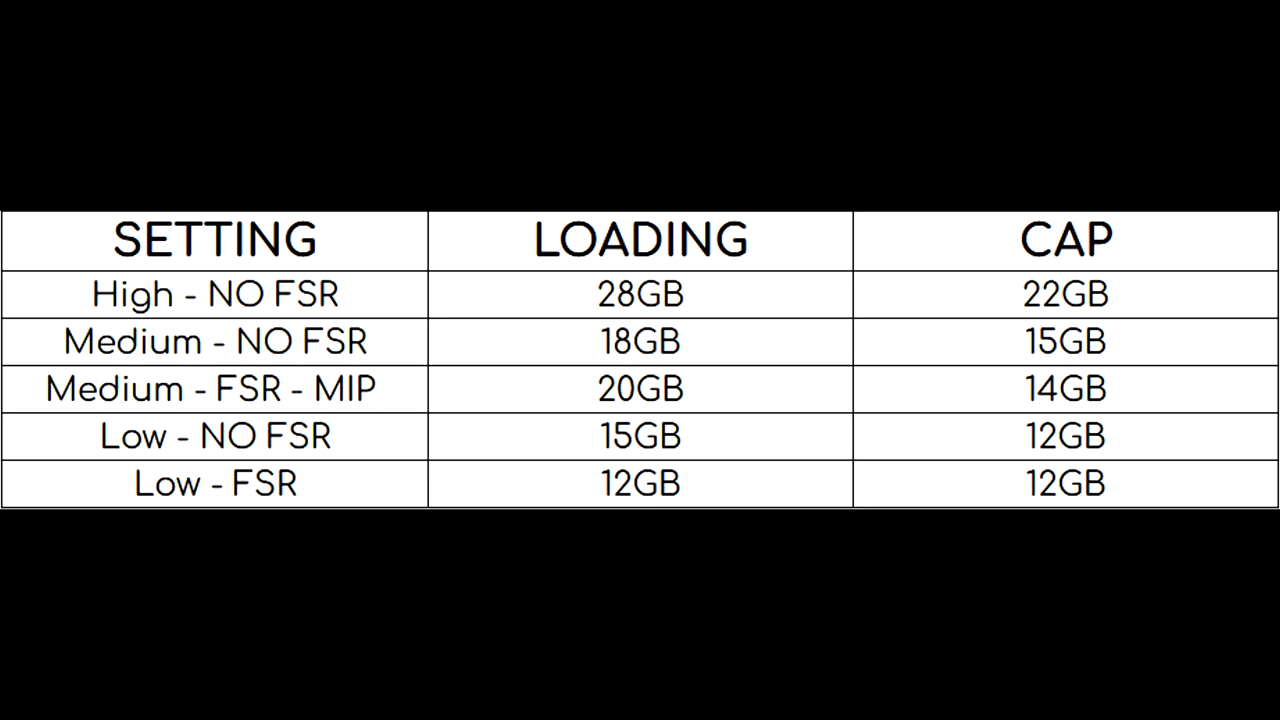 SETTING LOADING CAP
High - NO FSR 28GB 22GB
Medium - NO FSR 18GB 15GB
Medium - FSR - MIP 20GB 14GB
Low - NO FSR 15GB 12GB
Low - FSR 12GB 12GB